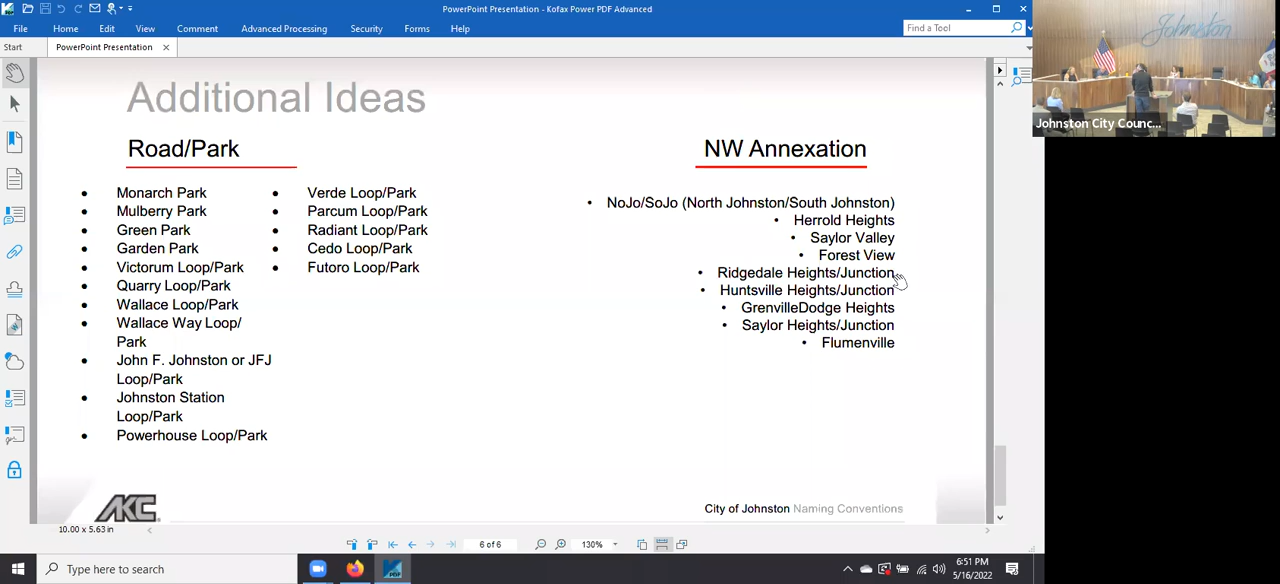 PowerPoint Presentation - Kofax Power PDF Advanced
File Home Edit View Comment Advanced Processing Security Forms Help
Find a Tool
Start PowerPoint Presentation
Johnston
Johnston City Counc...
Additional Ideas
Road/Park
• Monarch Park
• Mulberry Park
• Green Park
• Garden Park
• Victorum Loop/Park
• Quarry Loop/Park
• Wallace Loop/Park
• Wallace Way Loop/
Park
• John F. Johnston or JFJ
Loop/Park
• Johnston Station
Loop/Park
• Powerhouse Loop/Park
• Verde Loop/Park
• Parcum Loop/Park
• Radiant Loop/Park
• Cedo Loop/Park
• Futoro Loop/Park
NW Annexation
• NoJo/SoJo (North Johnston/South Johnston)
• Herrold Heights
• Saylor Valley
• Forest View
• Ridgedale Heights/Junction
• Huntsville Heights/Junction
• GrenvilleDodge Heights
• Saylor Heights/Junction
• Flumenville
AKC
City of Johnston Naming Conventions
10.00 x 5.63 in
6 of 6
130%
Type here to search
PDF
6:51 PM
5/16/2022